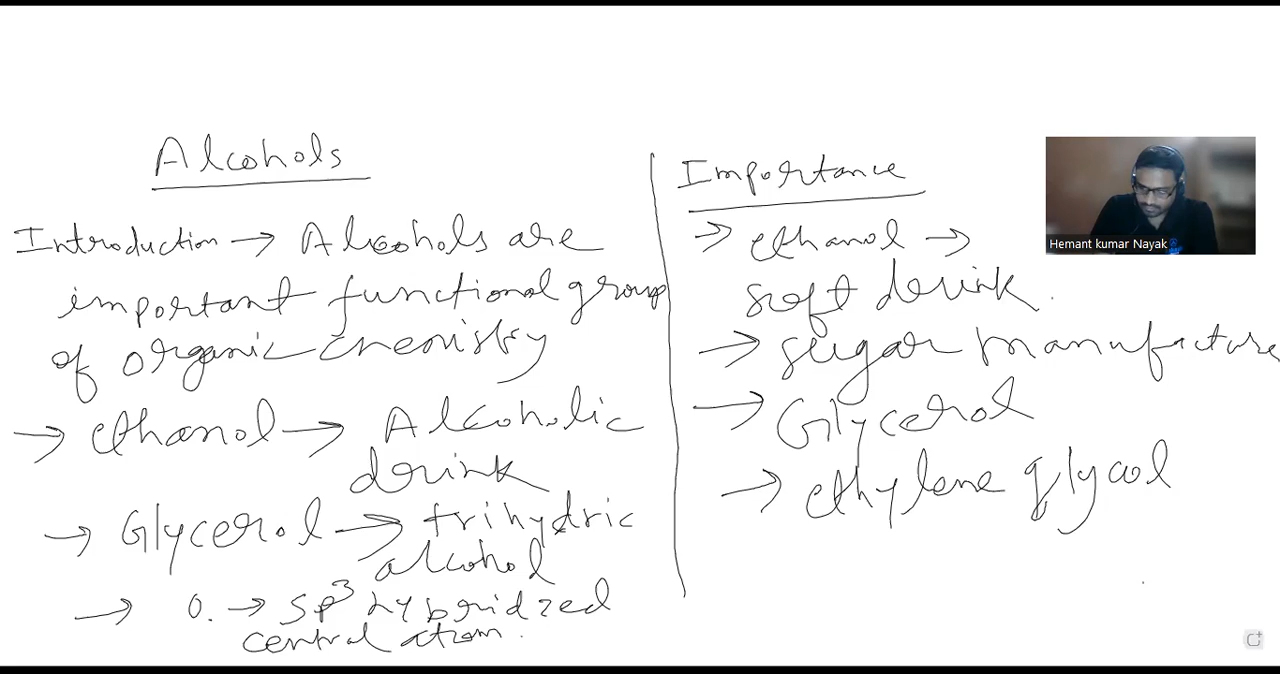 Alcohols
Introduction → Alcohols are
important functional group
of organic chemistry
→ ethanol → Alcoholic
drink
→ Glycerol → trihydric
alcohol
→ O. → sp³ hybridized
central atom.
Importance
→ ethanol →
soft drink.
→ sugar manufacture
→ Glycerol
→ ethylene glycol
Hemant kumar Nayak